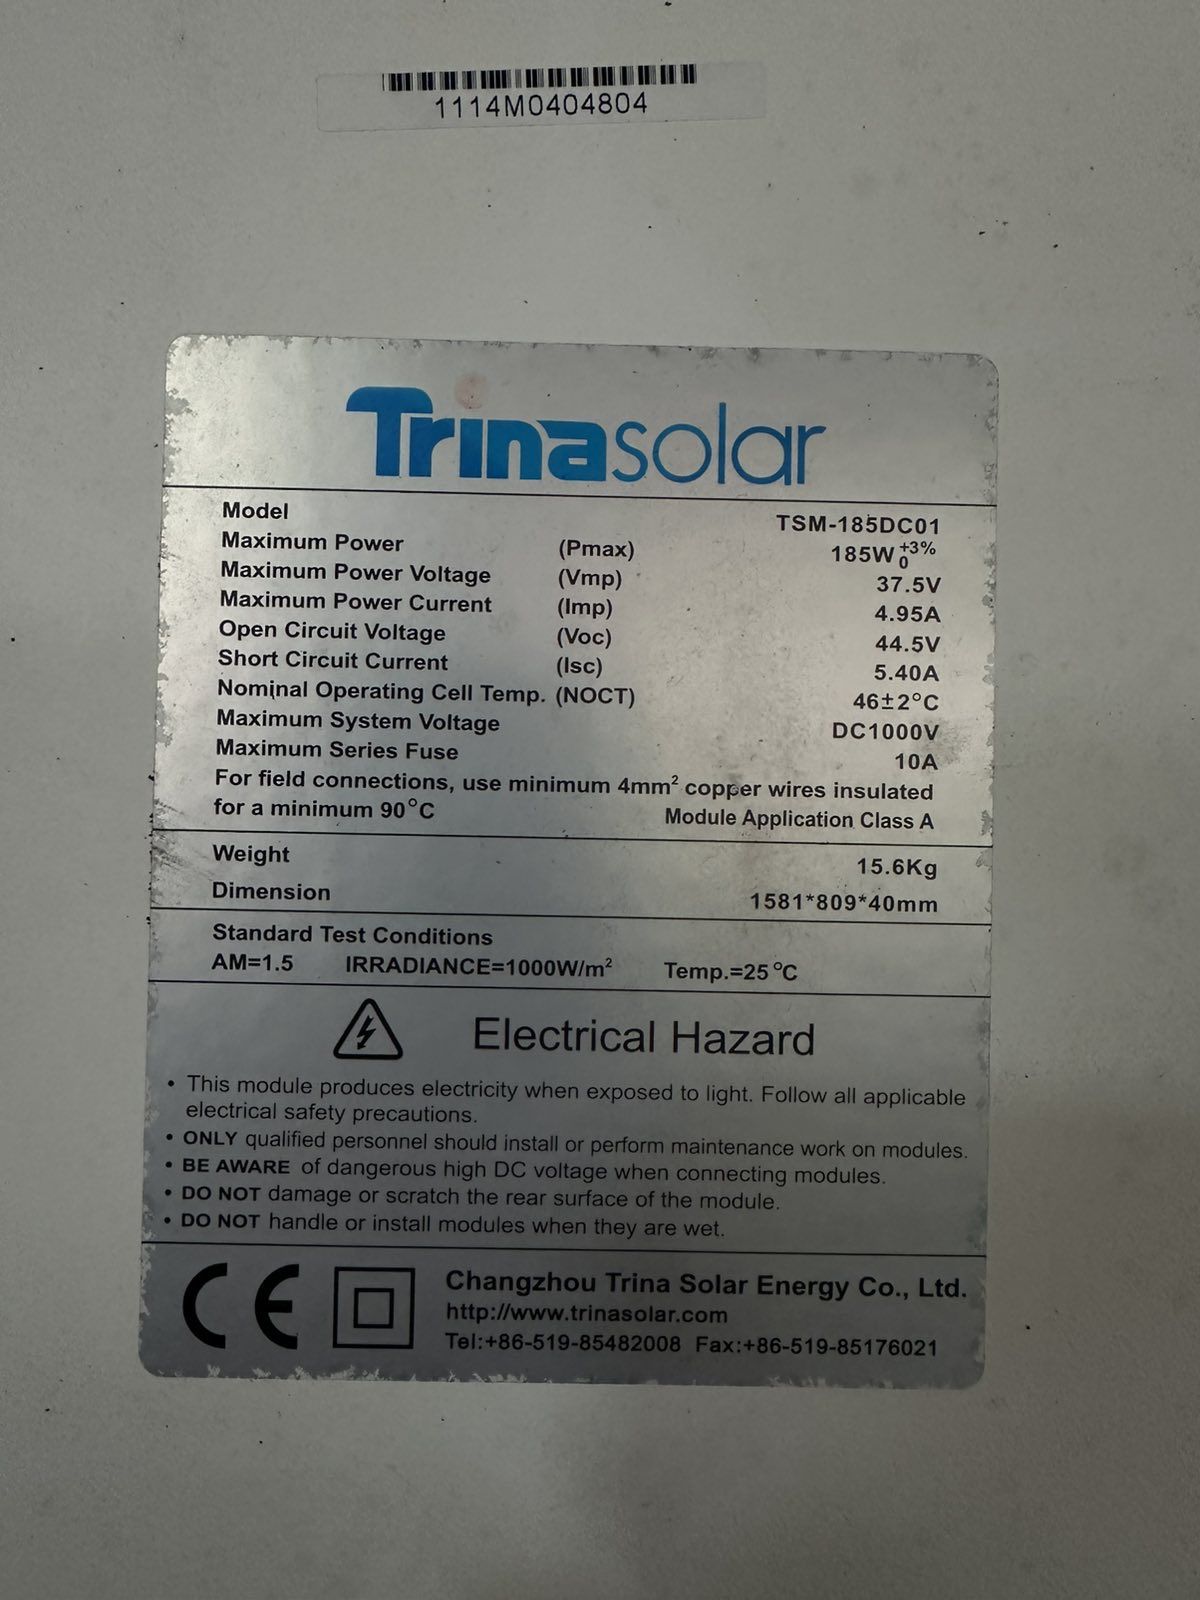 1114M0404804
Trinasolar
Model TSM-185DC01
Maximum Power (Pmax) 185W +3% 0
Maximum Power Voltage (Vmp) 37.5V
Maximum Power Current (Imp) 4.95A
Open Circuit Voltage (Voc) 44.5V
Short Circuit Current (Isc) 5.40A
Nominal Operating Cell Temp. (NOCT) 46±2°C
Maximum System Voltage DC1000V
Maximum Series Fuse 10A
For field connections, use minimum 4mm² copper wires insulated
for a minimum 90°C Module Application Class A
Weight 15.6Kg
Dimension 1581*809*40mm
Standard Test Conditions
AM=1.5 IRRADIANCE=1000W/m² Temp.=25°C
Electrical Hazard
• This module produces electricity when exposed to light. Follow all applicable
electrical safety precautions.
• ONLY qualified personnel should install or perform maintenance work on modules.
• BE AWARE of dangerous high DC voltage when connecting modules.
• DO NOT damage or scratch the rear surface of the module.
• DO NOT handle or install modules when they are wet.
CE
Changzhou Trina Solar Energy Co., Ltd.
http://www.trinasolar.com
Tel:+86-519-85482008 Fax:+86-519-85176021